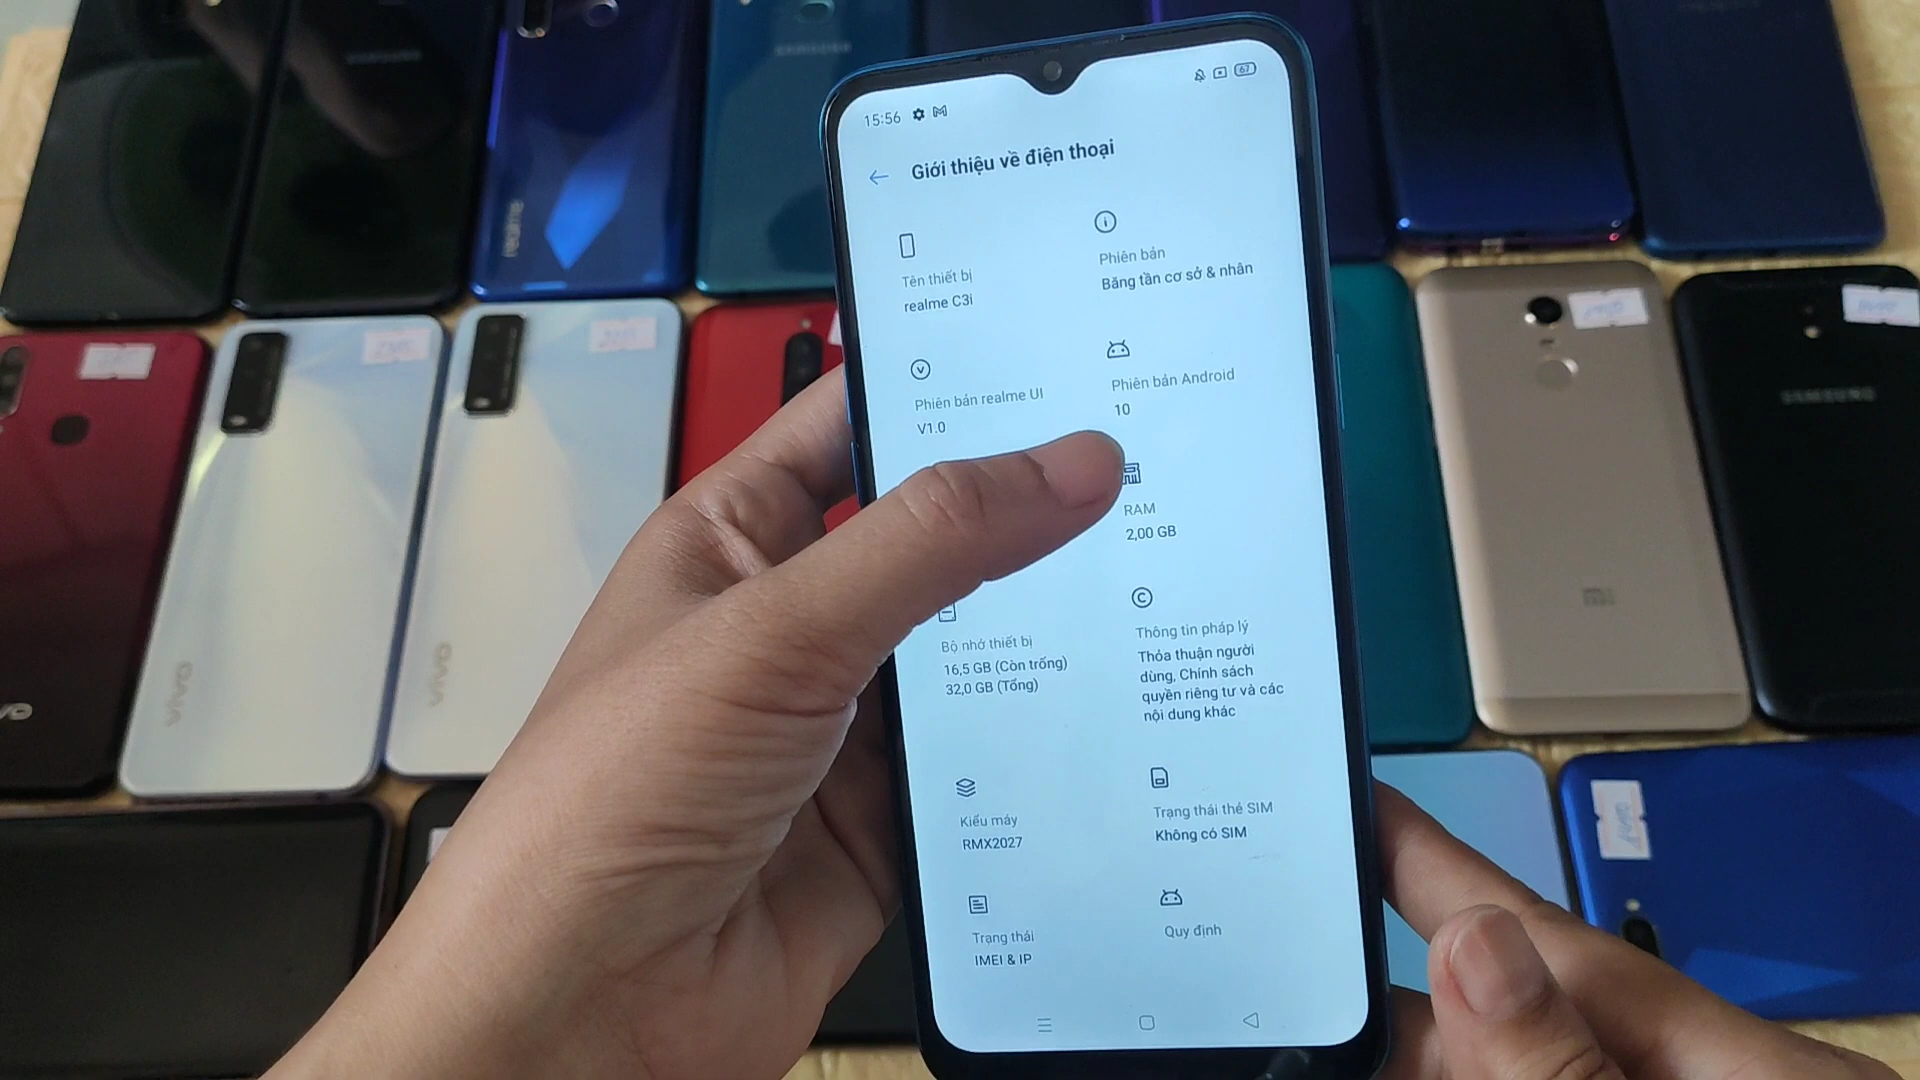 SAMSUNG
SAMSUNG
realme
15:56
67
Giới thiệu về điện thoại
Tên thiết bị
realme C3i
Phiên bản
Băng tần cơ sở & nhân
Phiên bản realme UI
V1.0
Phiên bản Android
10
RAM
2,00 GB
Bộ nhớ thiết bị
16,5 GB (Còn trống)
32,0 GB (Tổng)
Thông tin pháp lý
Thỏa thuận người
dùng, Chính sách
quyền riêng tư và các
nội dung khác
Kiểu máy
RMX2027
Trạng thái thẻ SIM
Không có SIM
Trạng thái
IMEI & IP
Quy định
vivo
vivo
mi
SAMSUNG